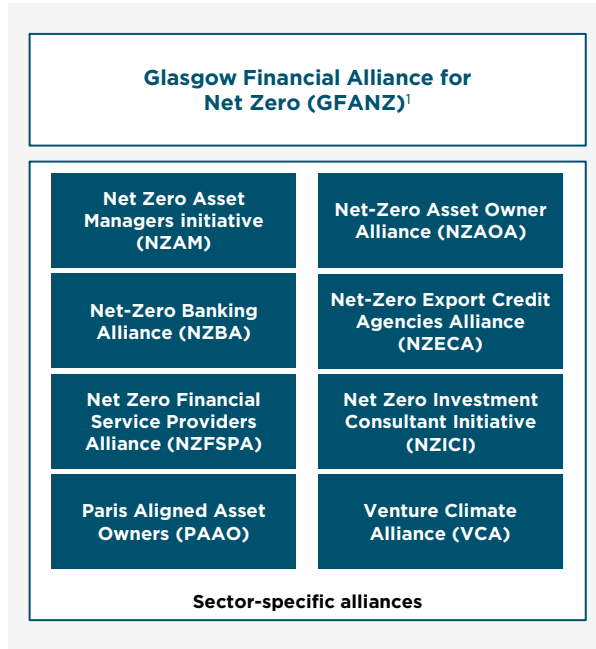 Glasgow Financial Alliance for
Net Zero (GFANZ)¹
Net Zero Asset
Managers initiative
(NZAM)
Net-Zero Asset Owner
Alliance (NZAOA)
Net-Zero Banking
Alliance (NZBA)
Net-Zero Export Credit
Agencies Alliance
(NZECA)
Net Zero Financial
Service Providers
Alliance (NZFSPA)
Net Zero Investment
Consultant Initiative
(NZICI)
Paris Aligned Asset
Owners (PAAO)
Venture Climate
Alliance (VCA)
Sector-specific alliances